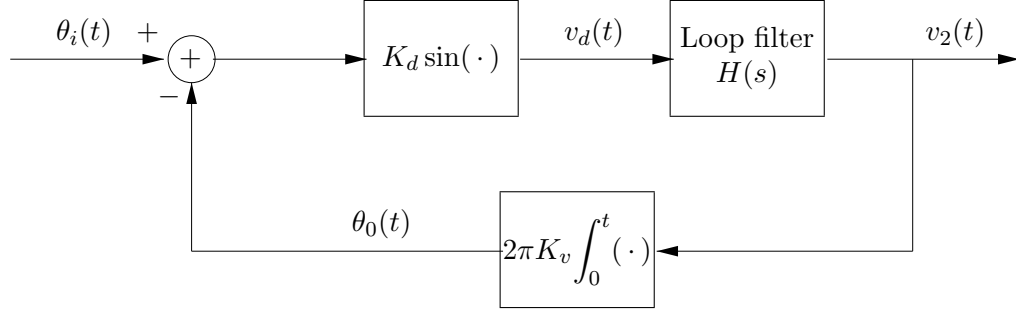 θ_i(t)
+
+
−
K_d sin( · )
v_d(t)
Loop filter
H(s)
v_2(t)
θ_0(t)
2πK_v ∫_0^t ( · )